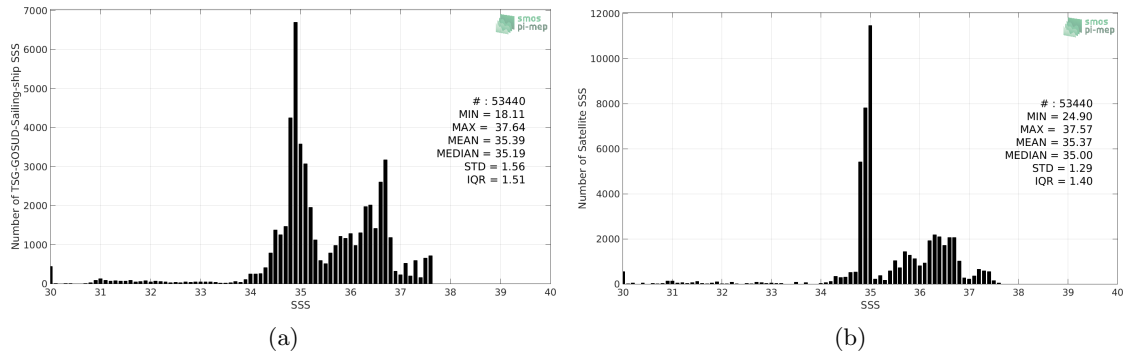 7000
6000
5000
4000
3000
2000
1000
0
30 31 32 33 34 35 36 37 38 39 40
SSS
Number of TSG-GOSUD-Sailing-ship SSS
smos
pi-mep
# : 53440
MIN = 18.11
MAX = 37.64
MEAN = 35.39
MEDIAN = 35.19
STD = 1.56
IQR = 1.51
(a)
12000
10000
8000
6000
4000
2000
0
30 31 32 33 34 35 36 37 38 39 40
SSS
Number of Satellite SSS
smos
pi-mep
# : 53440
MIN = 24.90
MAX = 37.57
MEAN = 35.37
MEDIAN = 35.00
STD = 1.29
IQR = 1.40
(b)